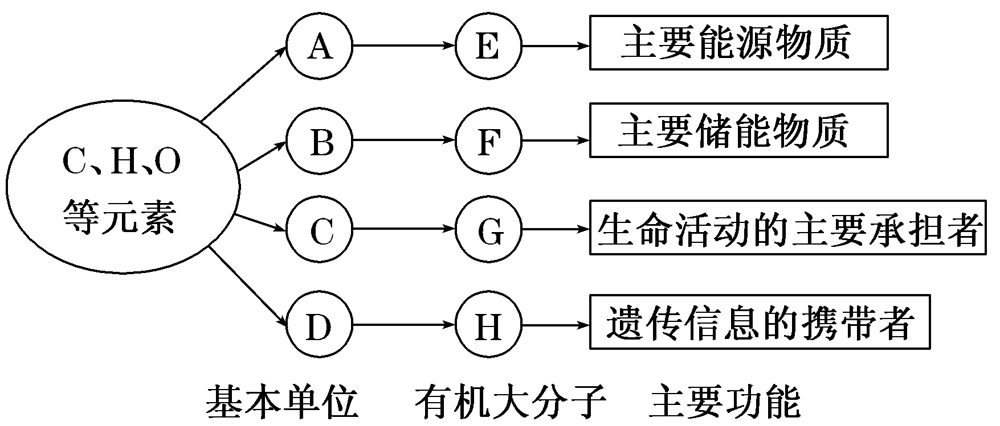 A E 主要能源物质
B F 主要储能物质
C、H、O
等元素
C G 生命活动的主要承担者
D H 遗传信息的携带者
基本单位 有机大分子 主要功能